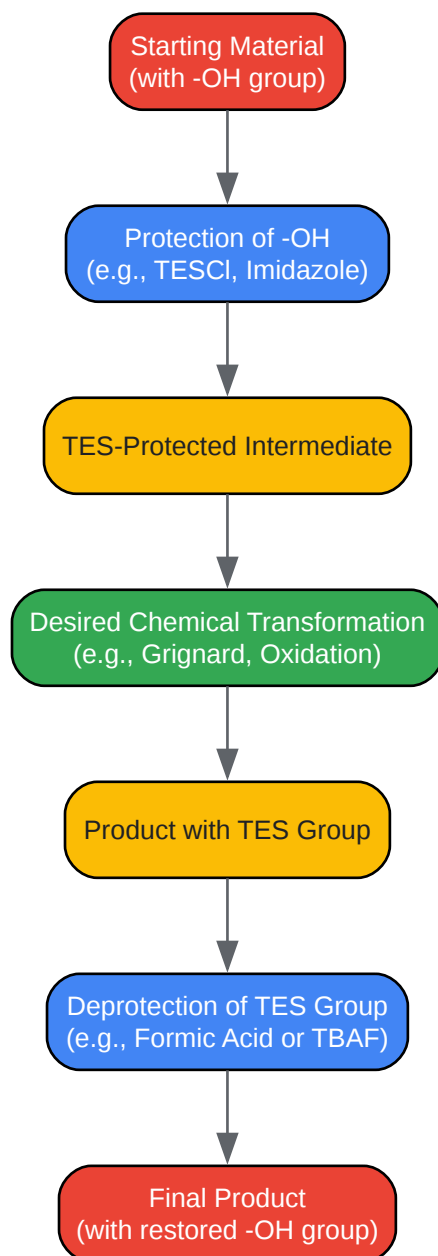 Starting Material
(with -OH group)
Protection of -OH
(e.g., TESCl, Imidazole)
TES-Protected Intermediate
Desired Chemical Transformation
(e.g., Grignard, Oxidation)
Product with TES Group
Deprotection of TES Group
(e.g., Formic Acid or TBAF)
Final Product
(with restored -OH group)